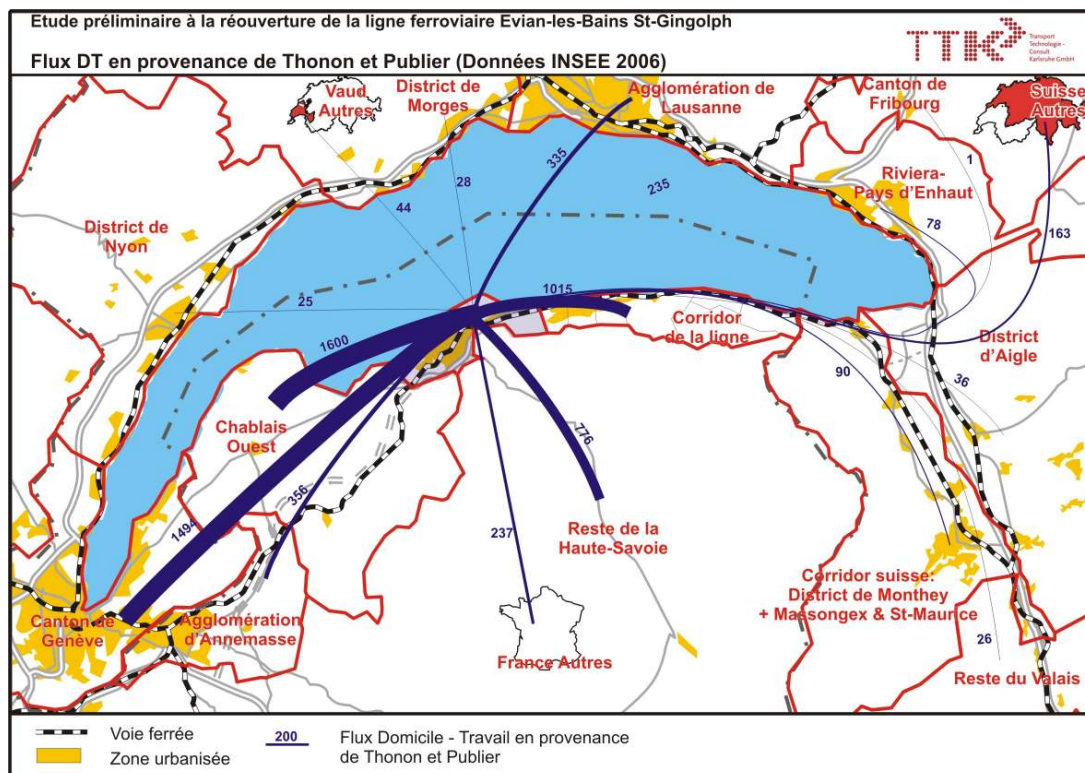 Etude préliminaire à la réouverture de la ligne ferroviaire Evian-les-Bains St-Gingolph
Flux DT en provenance de Thonon et Publier (Données INSEE 2006)
TTK
Transport
Technologie -
Consult
Karlsruhe GmbH
Vaud
Autres
District de
Morges
Agglomération de
Lausanne
Canton de
Fribourg
Suisse
Autres
335
1
28
235
Riviera-
Pays d'Enhaut
44
78
163
District de
Nyon
25
1015
1600
Corridor
de la ligne
District
d'Aigle
90
36
Chablais
Ouest
776
356
1494
237
Reste de la
Haute-Savoie
Canton de
Genève
Agglomération
d'Annemasse
Corridor suisse:
District de Monthey
+ Massongex & St-Maurice
26
France Autres
Reste du Valais
Voie ferrée
Zone urbanisée
200
Flux Domicile - Travail en provenance
de Thonon et Publier